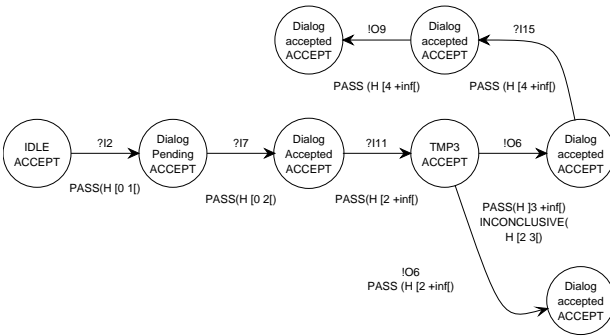 !O9
?I15
Dialog
accepted
ACCEPT
Dialog
accepted
ACCEPT
PASS (H [4 +inf[)
PASS (H [4 +inf[)
IDLE
ACCEPT
?I2
Dialog
Pending
ACCEPT
?I7
Dialog
Accepted
ACCEPT
?I11
TMP3
ACCEPT
!O6
Dialog
accepted
ACCEPT
PASS(H [0 1[)
PASS(H [0 2[)
PASS(H [2 +inf[)
PASS(H ]3 +inf[)
INCONCLUSIVE(
H [2 3[)
!O6
PASS (H [2 +inf[)
Dialog
accepted
ACCEPT